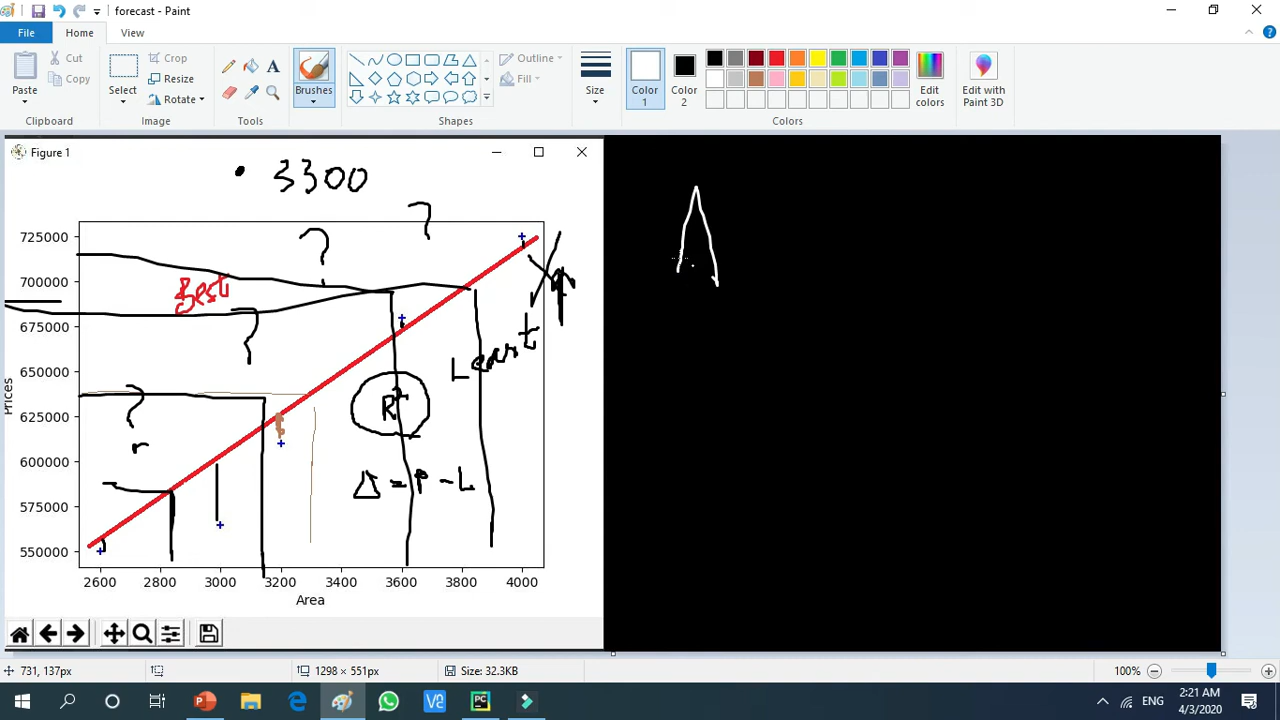 forecast - Paint
File
Home
View
Paste
Cut
Copy
Clipboard
Select
Crop
Resize
Rotate
Image
A
Tools
Brushes
Shapes
Outline
Fill
Size
Color 1
Color 2
Edit colors
Edit with Paint 3D
Colors
Figure 1
3300
?
?
725000
700000
675000
650000
625000
600000
575000
550000
Prices
Best
?
Least
?
r
R²
Δ = P - L
2600 2800 3000 3200 3400 3600 3800 4000
Area
A
731, 137px
1298 × 551px
Size: 32.3KB
100%
ENG
2:21 AM
4/3/2020